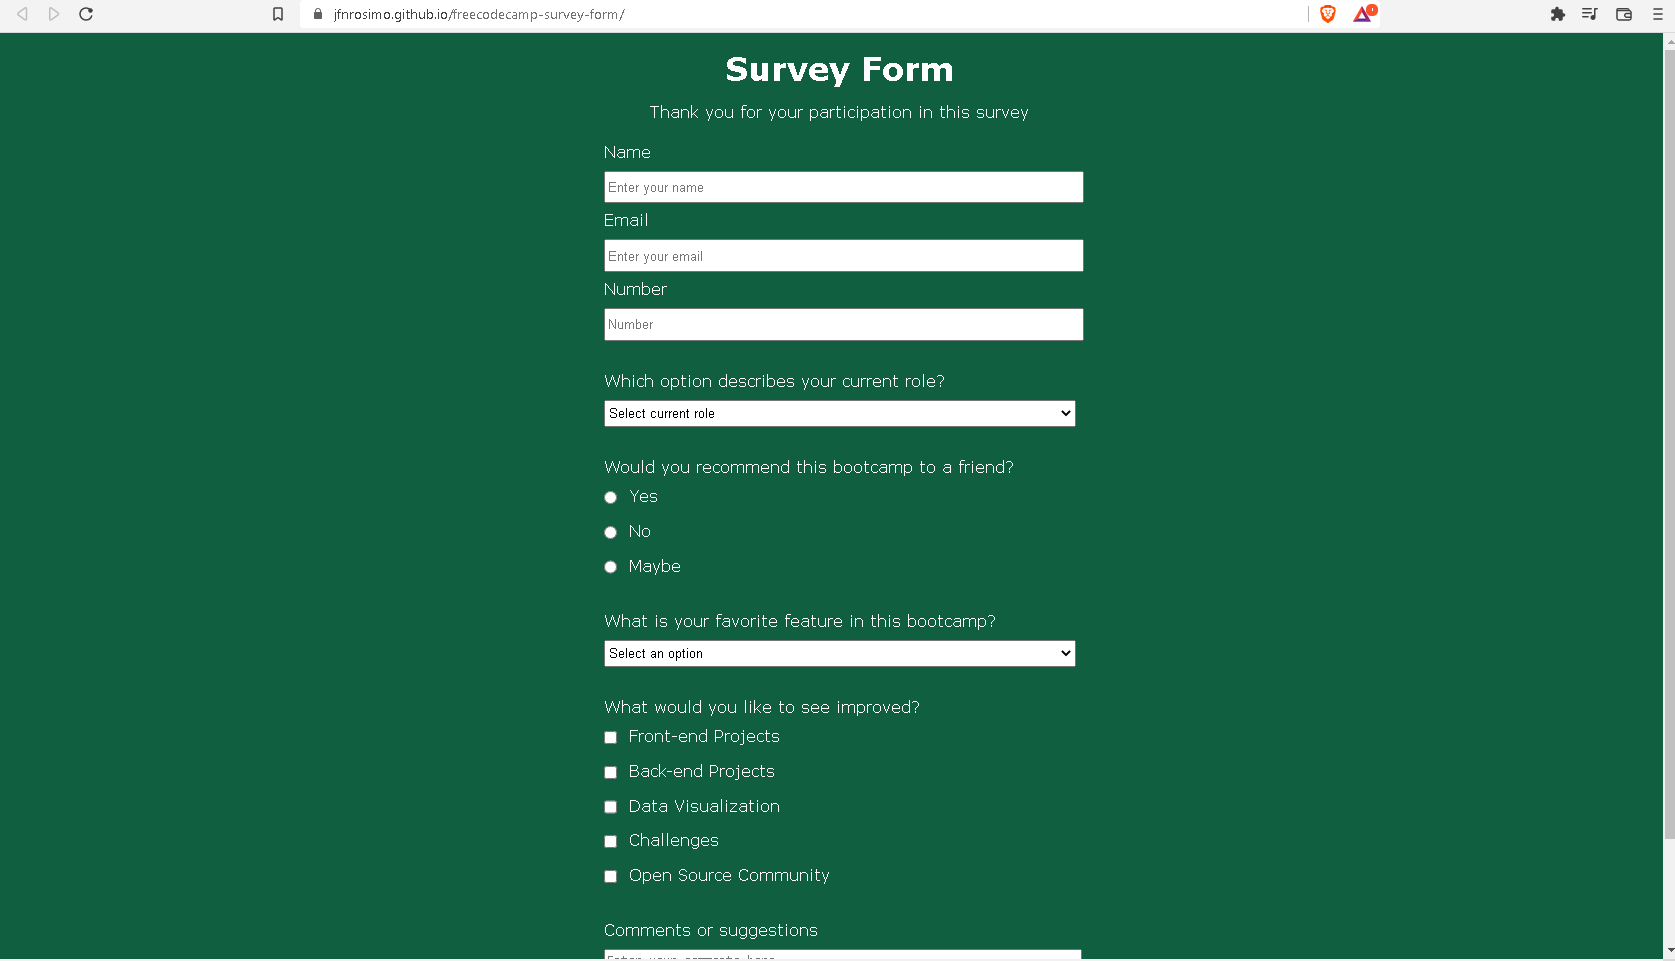 jfnrosimo.github.io/freecodecamp-survey-form/
Survey Form
Thank you for your participation in this survey
Name
Enter your name
Email
Enter your email
Number
Number
Which option describes your current role?
Select current role
Would you recommend this bootcamp to a friend?
Yes
No
Maybe
What is your favorite feature in this bootcamp?
Select an option
What would you like to see improved?
Front-end Projects
Back-end Projects
Data Visualization
Challenges
Open Source Community
Comments or suggestions